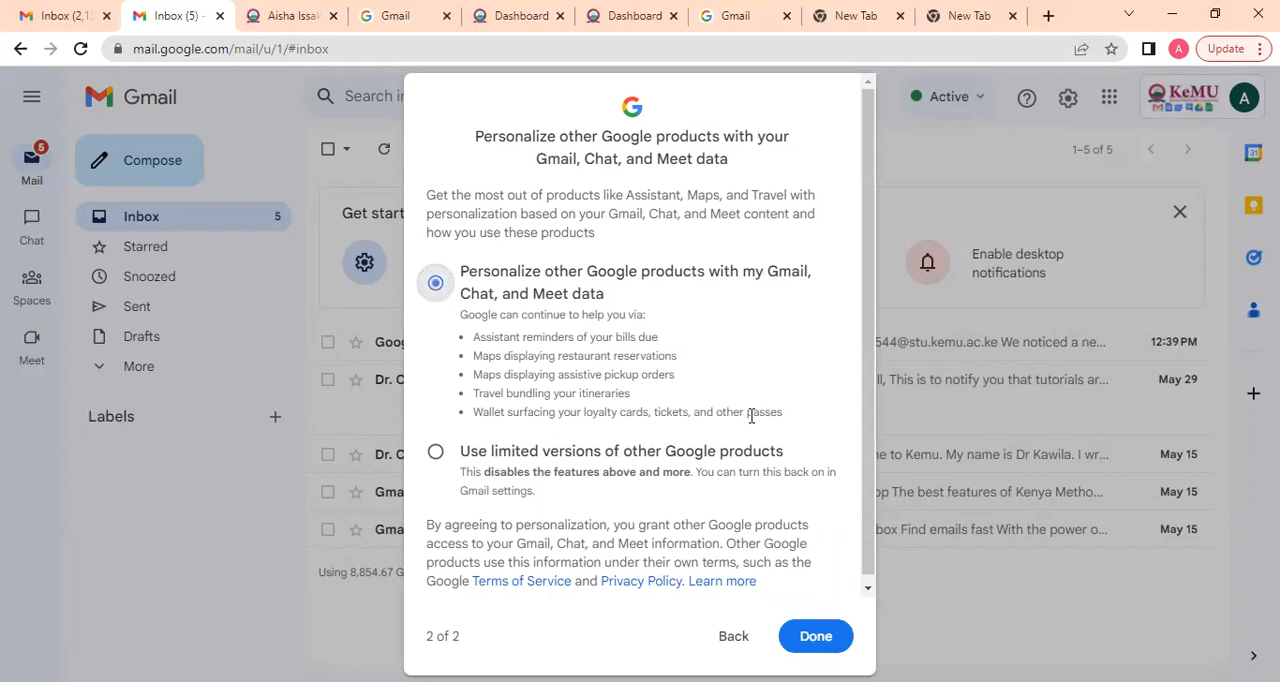 Inbox (2,1
Inbox (5) -
Aisha Issak
Gmail
Dashboard
Dashboard
Gmail
New Tab
New Tab
mail.google.com/mail/u/1/#inbox
A
Update
Gmail
Search i
Active
KeMU
A
5
Mail
Compose
1–5 of 5
Inbox
5
Get star
Enable desktop
notifications
Chat
Starred
Snoozed
Spaces
Sent
Drafts
Meet
More
Labels
Goo
544@stu.kemu.ac.ke We noticed a ne...
12:39 PM
Dr. C
ll, This is to notify you that tutorials ar...
May 29
Dr. C
ne to Kemu. My name is Dr Kawila. I wr...
May 15
Gma
op The best features of Kenya Metho...
May 15
Gma
box Find emails fast With the power o...
May 15
Using 8,854.67 G
Personalize other Google products with your
Gmail, Chat, and Meet data
Get the most out of products like Assistant, Maps, and Travel with
personalization based on your Gmail, Chat, and Meet content and
how you use these products
Personalize other Google products with my Gmail,
Chat, and Meet data
Google can continue to help you via:
• Assistant reminders of your bills due
• Maps displaying restaurant reservations
• Maps displaying assistive pickup orders
• Travel bundling your itineraries
• Wallet surfacing your loyalty cards, tickets, and other passes
Use limited versions of other Google products
This disables the features above and more. You can turn this back on in
Gmail settings.
By agreeing to personalization, you grant other Google products
access to your Gmail, Chat, and Meet information. Other Google
products use this information under their own terms, such as the
Google Terms of Service and Privacy Policy. Learn more
2 of 2
Back
Done